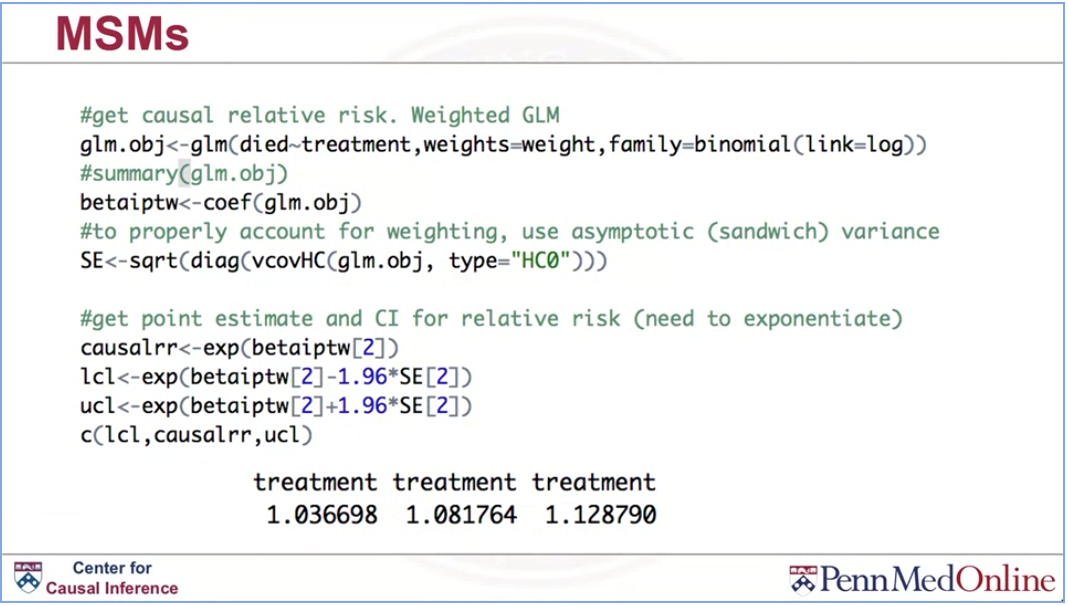 MSMs
#get causal relative risk. Weighted GLM
glm.obj<-glm(died~treatment,weights=weight,family=binomial(link=log))
#summary(glm.obj)
betaiptw<-coef(glm.obj)
#to properly account for weighting, use asymptotic (sandwich) variance
SE<-sqrt(diag(vcovHC(glm.obj, type="HC0")))
#get point estimate and CI for relative risk (need to exponentiate)
causalrr<-exp(betaiptw[2])
lcl<-exp(betaiptw[2]-1.96*SE[2])
ucl<-exp(betaiptw[2]+1.96*SE[2])
c(lcl,causalrr,ucl)
treatment treatment treatment
1.036698 1.081764 1.128790
Center for
Causal Inference
PennMedOnline